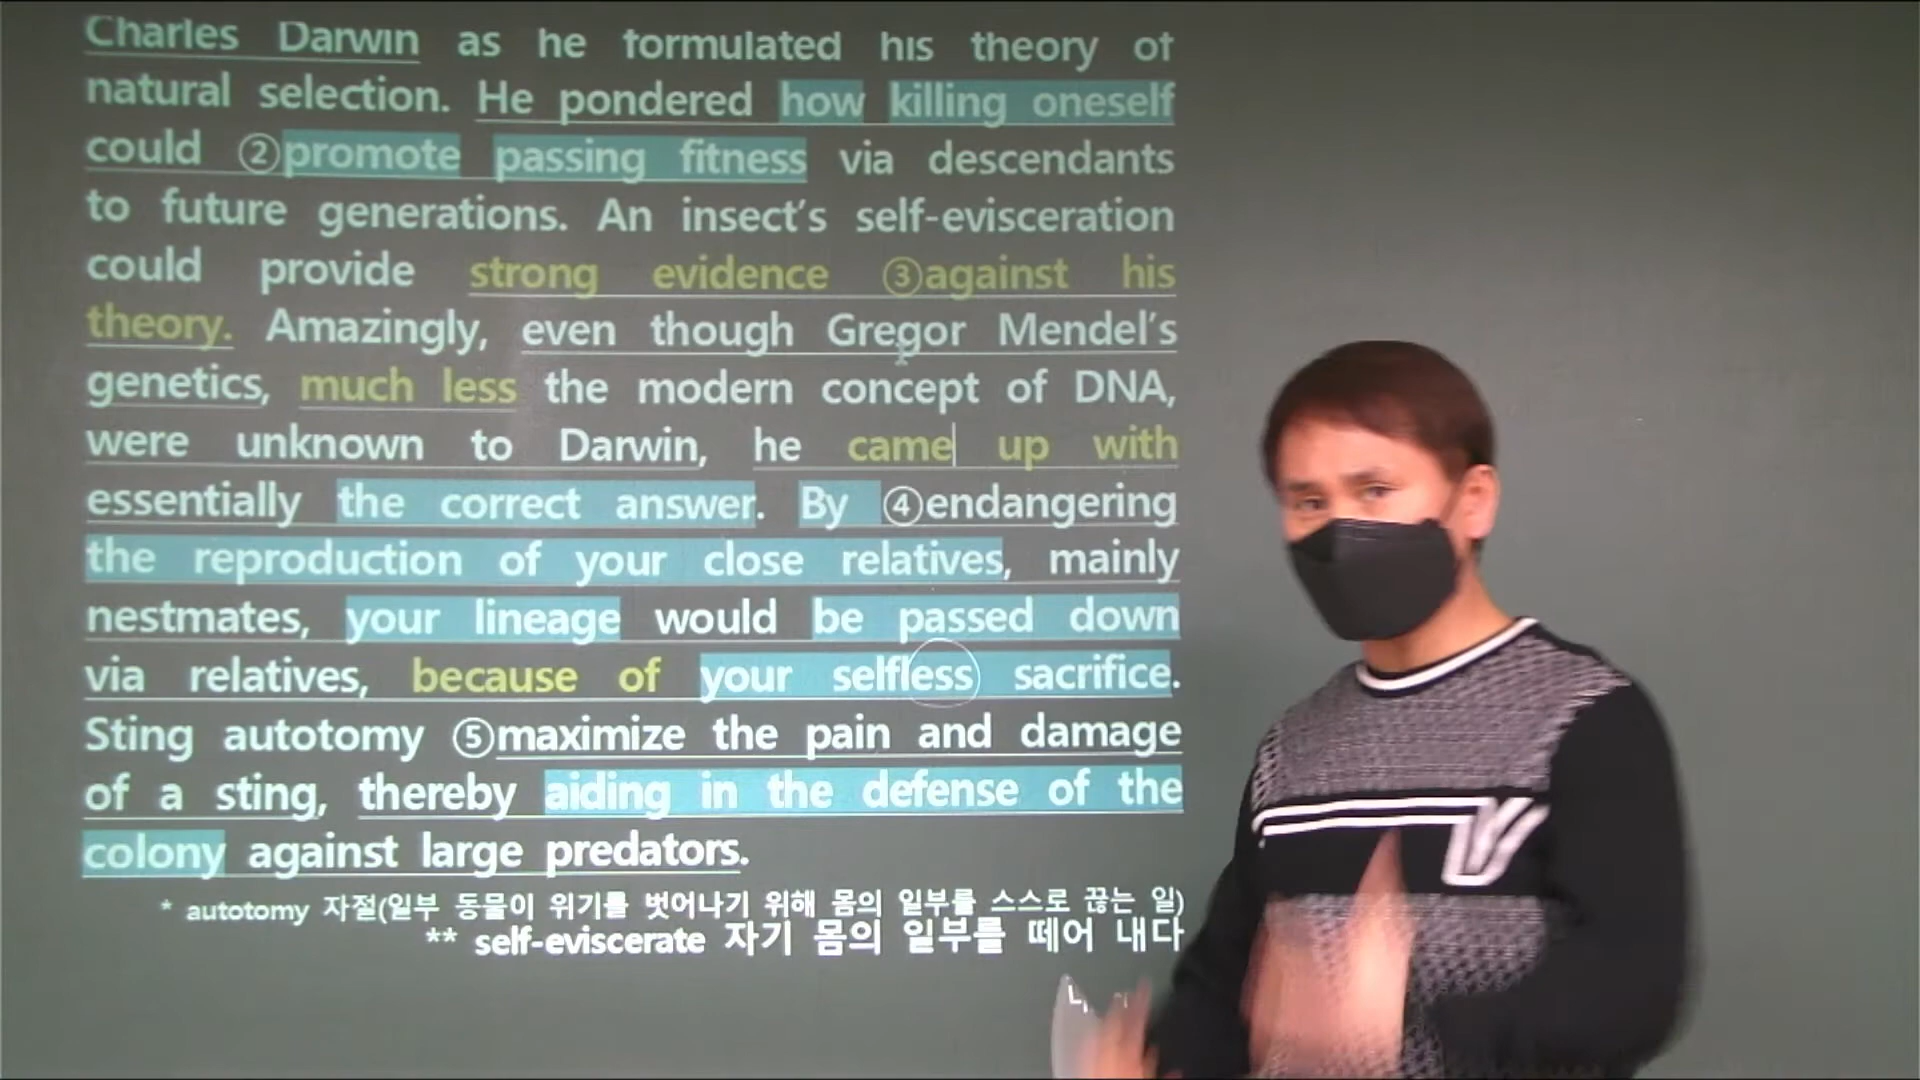 Charles Darwin as he formulated his theory of
natural selection. He pondered how killing oneself
could ②promote passing fitness via descendants
to future generations. An insect's self-evisceration
could provide strong evidence ③against his
theory. Amazingly, even though Gregor Mendel's
genetics, much less the modern concept of DNA,
were unknown to Darwin, he came up with
essentially the correct answer. By ④endangering
the reproduction of your close relatives, mainly
nestmates, your lineage would be passed down
via relatives, because of your selfless sacrifice.
Sting autotomy ⑤maximize the pain and damage
of a sting, thereby aiding in the defense of the
colony against large predators.
* autotomy 자절(일부 동물이 위기를 벗어나기 위해 몸의 일부를 스스로 끊는 일)
** self-eviscerate 자기 몸의 일부를 떼어 내다